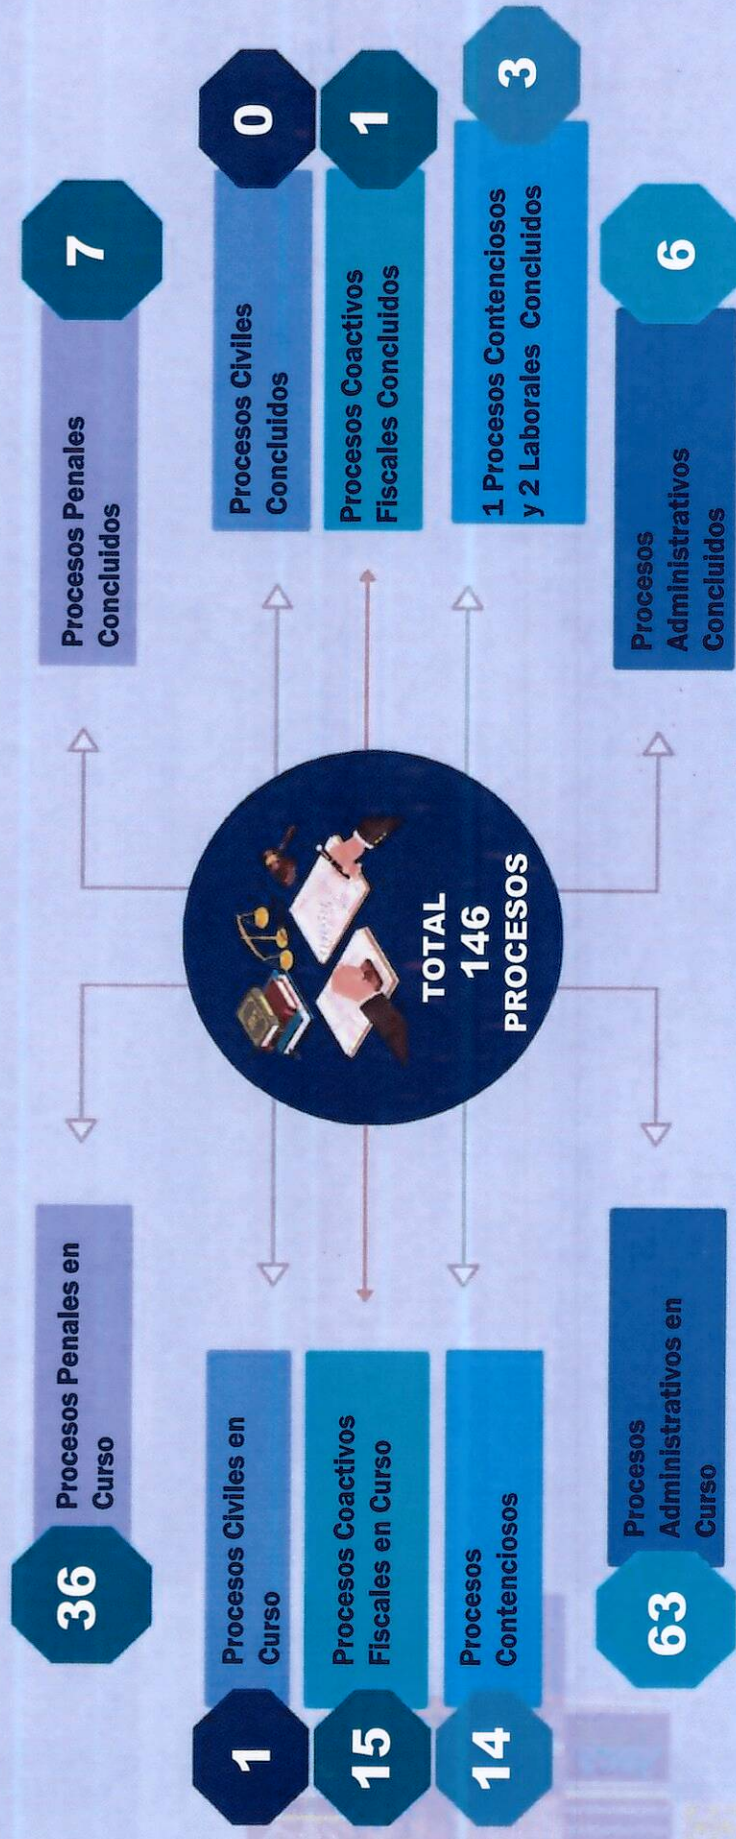 36
Procesos Penales en
Curso
1
Procesos Civiles en
Curso
15
Procesos Coactivos
Fiscales en Curso
14
Procesos
Contenciosos
63
Procesos
Administrativos en
Curso
TOTAL
146
PROCESOS
Procesos Penales
Concluidos
7
Procesos Civiles
Concluidos
0
Procesos Coactivos
Fiscales Concluidos
1
1 Procesos Contenciosos
y 2 Laborales Concluidos
3
Procesos
Administrativos
Concluidos
6